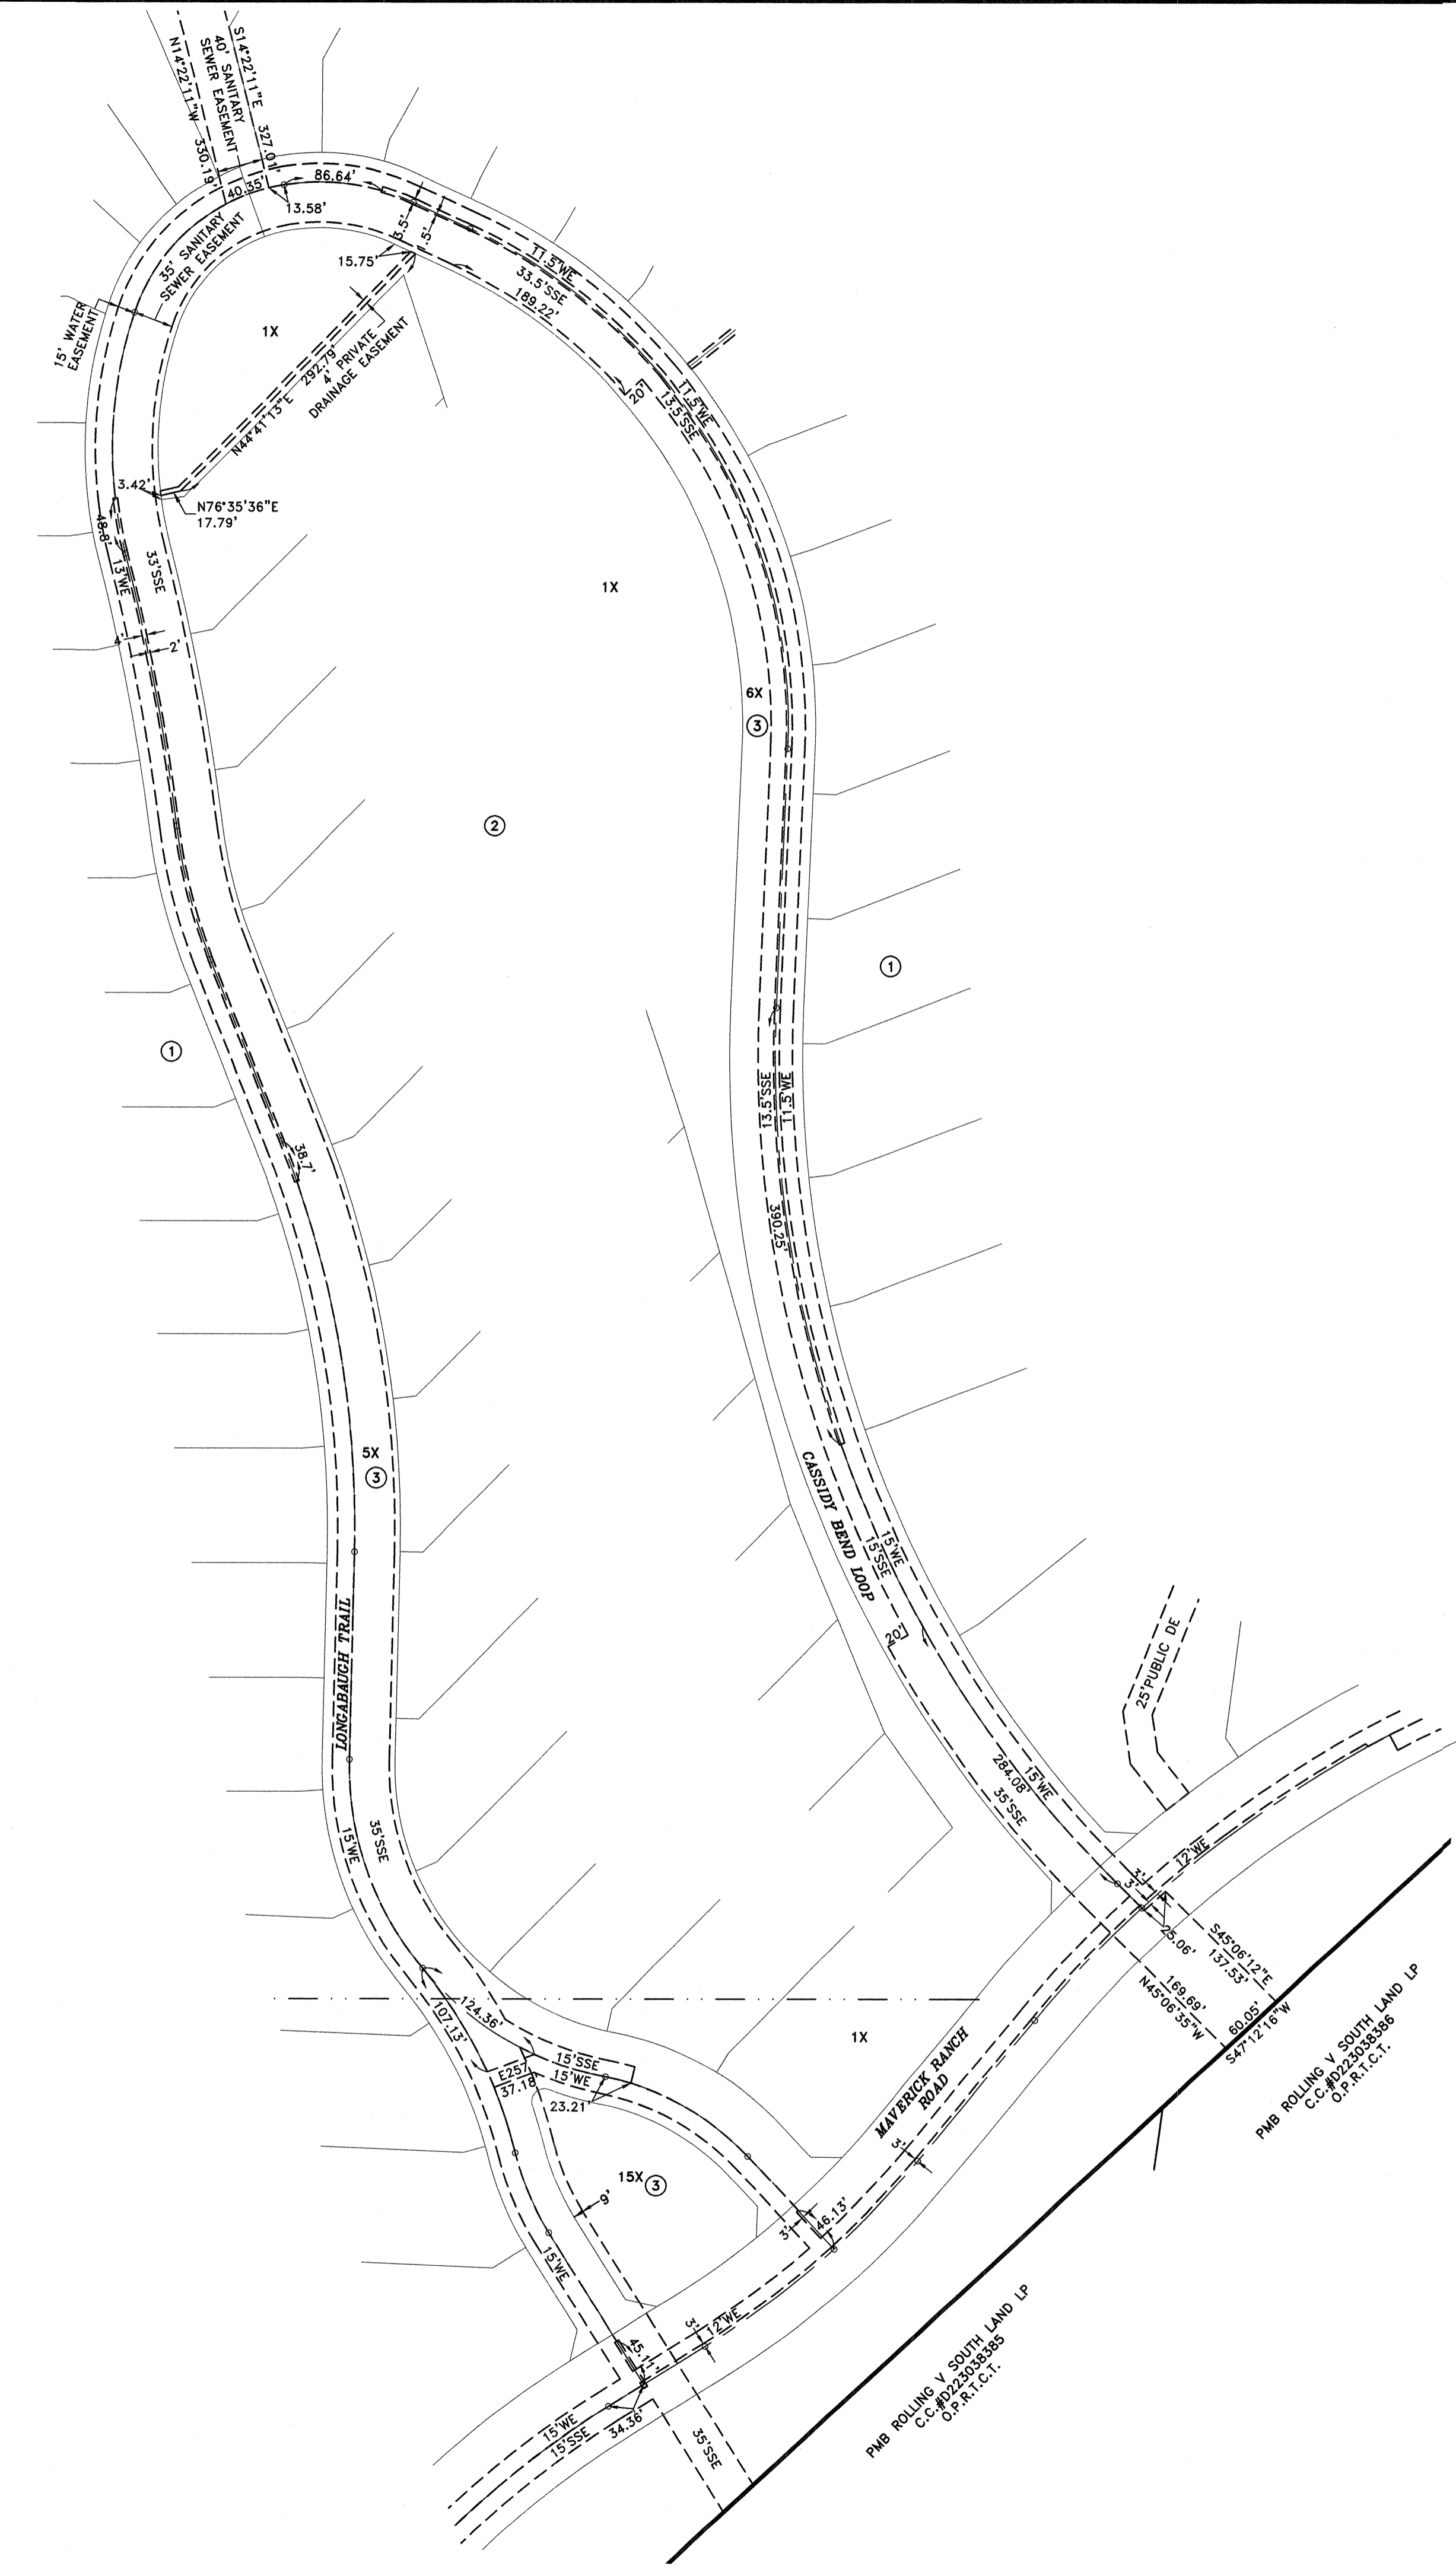 N14°22'11"W 330.19'
40' SANITARY
SEWER EASEMENT
S14°22'11"E 327.01'
40.35'
86.64'
13.58'
35' SANITARY
SEWER EASEMENT
15' WATER
EASEMENT
3.5'
.5'
15.75'
11.5'WE
33.5'SSE
189.22'
1X
N44°41'13"E 292.79'
4' PRIVATE
DRAINAGE EASEMENT
20'
11.5'WE
13.5'SSE
3.42'
N76°35'36"E
17.79'
48.8'
13'WE
33'SSE
1X
4'
2'
6X
3
2
1
1
13.5'SSE
11.5'WE
38.7'
390.25'
5X
3
CASSIDY BEND LOOP
15'WE
15'SSE
20'
LONGABAUGH TRAIL
25'PUBLIC DE
284.08'
15'WE
35'SSE
15'WE
35'SSE
12'WE
3'
3'
25.06'
S45°06'12"E
137.53'
169.69'
N45°06'35"W
60.05'
S47°12'16"W
PMB ROLLING V SOUTH LAND LP
C.C.#D223038386
O.P.R.T.C.T.
124.36'
107.13'
1X
MAVERICK RANCH
ROAD
E257
37.18'
15'SSE
15'WE
23.21'
15X
3
9'
3'
3'
46.13'
15'WE
3'
12'WE
34.36'
15'WE
15'SSE
35'SSE
PMB ROLLING V SOUTH LAND LP
C.C.#D223038385
O.P.R.T.C.T.